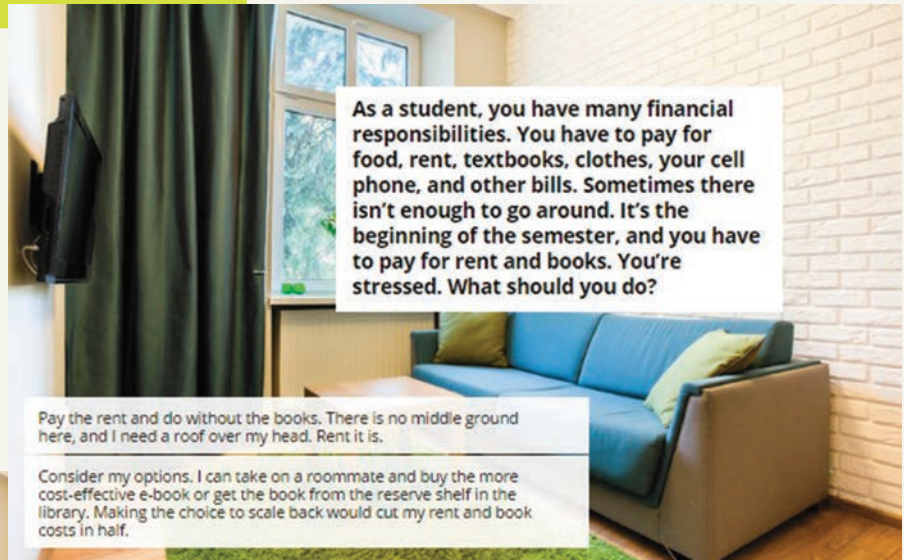 As a student, you have many financial
responsibilities. You have to pay for
food, rent, textbooks, clothes, your cell
phone, and other bills. Sometimes there
isn't enough to go around. It's the
beginning of the semester, and you have
to pay for rent and books. You're
stressed. What should you do?
Pay the rent and do without the books. There is no middle ground
here, and I need a roof over my head. Rent it is.
Consider my options. I can take on a roommate and buy the more
cost-effective e-book or get the book from the reserve shelf in the
library. Making the choice to scale back would cut my rent and book
costs in half.